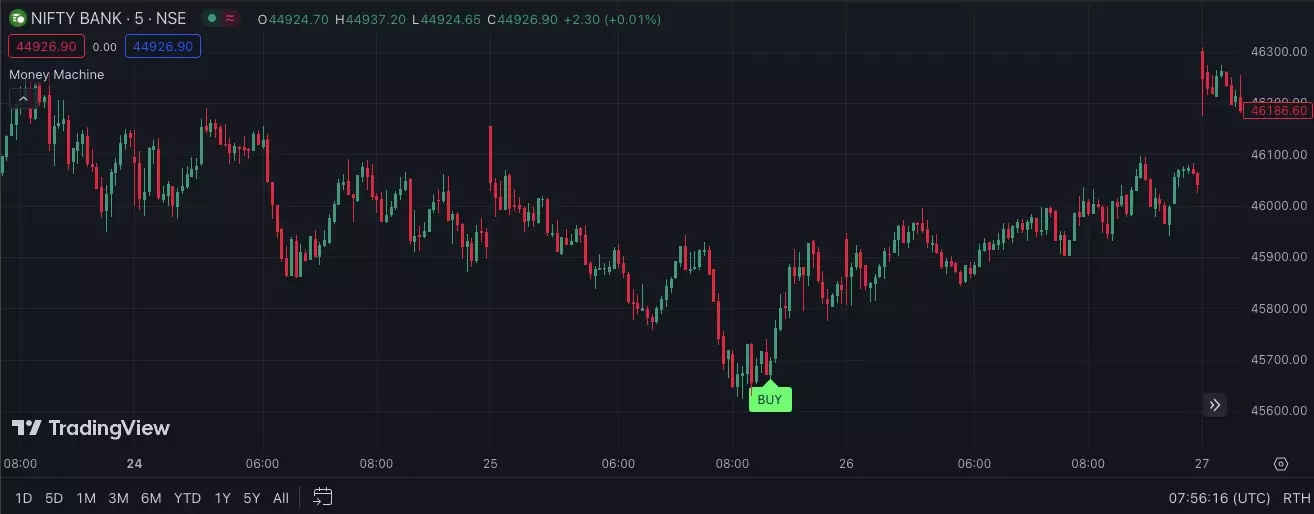 NIFTY BANK · 5 · NSE ≈ O44924.70 H44937.20 L44924.65 C44926.90 +2.30 (+0.01%)
44926.90 0.00 44926.90
Money Machine
46300.00
46200.00
46186.60
46100.00
46000.00
45900.00
45800.00
45700.00
45600.00
BUY
TradingView
08:00 24 06:00 08:00 25 06:00 08:00 26 06:00 08:00 27
1D 5D 1M 3M 6M YTD 1Y 5Y All 07:56:16 (UTC) RTH